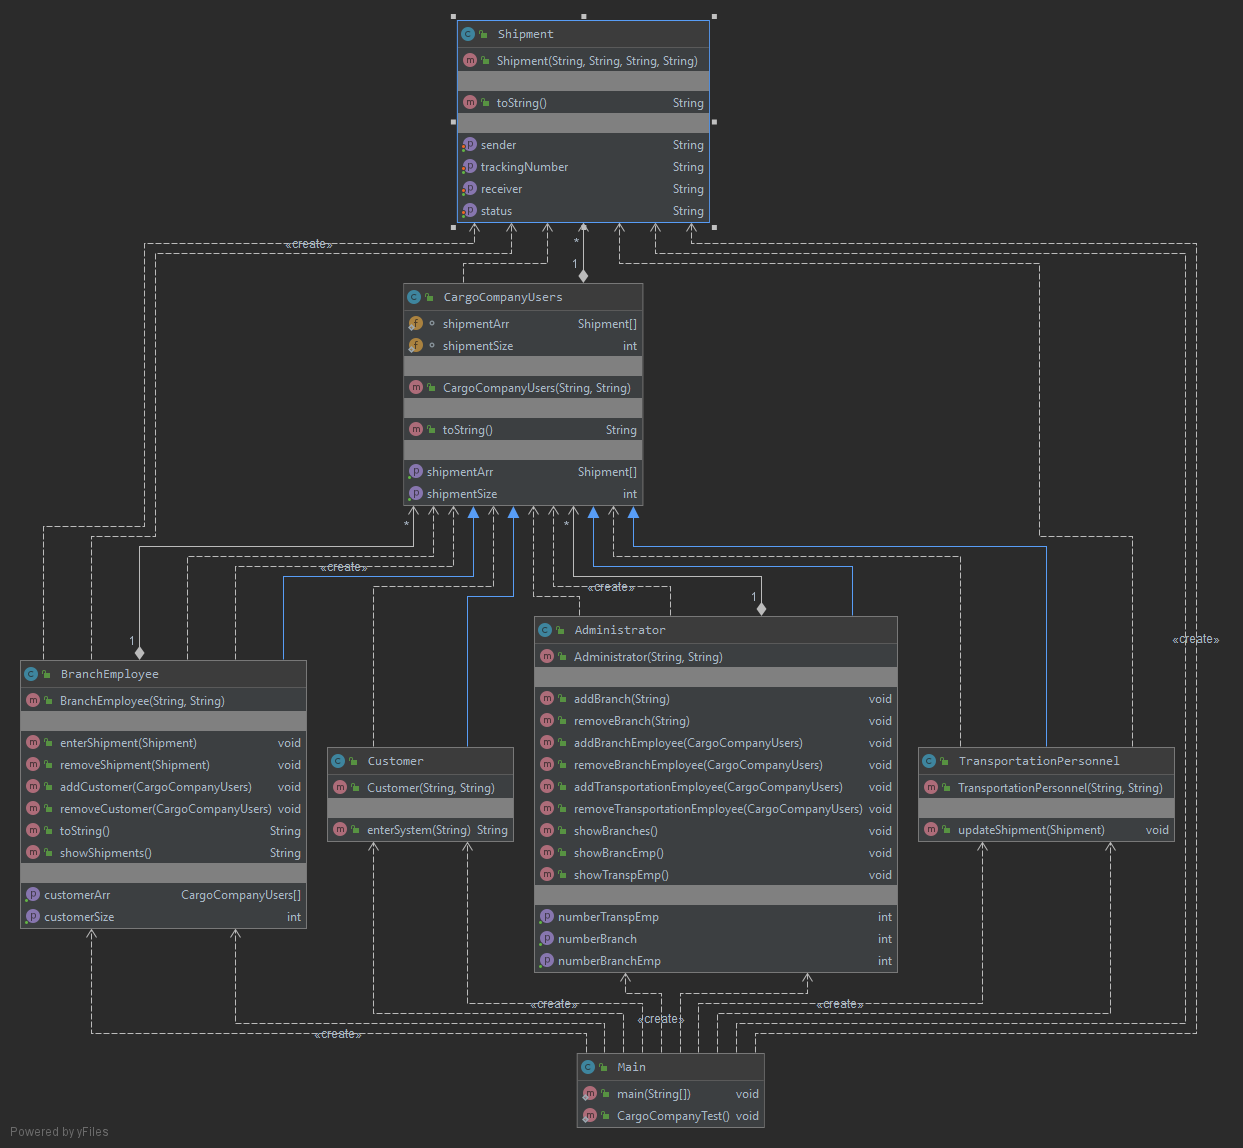 Shipment
Shipment(String, String, String, String)
toString() String
sender String
trackingNumber String
receiver String
status String
«create»
*
1
CargoCompanyUsers
shipmentArr Shipment[]
shipmentSize int
CargoCompanyUsers(String, String)
toString() String
shipmentArr Shipment[]
shipmentSize int
* *
«create»
«create»
1
1
«create»
Administrator
Administrator(String, String)
addBranch(String) void
removeBranch(String) void
addBranchEmployee(CargoCompanyUsers) void
removeBranchEmployee(CargoCompanyUsers) void
addTransportationEmployee(CargoCompanyUsers) void
removeTransportationEmployee(CargoCompanyUsers) void
showBranches() void
showBrancEmp() void
showTranspEmp() void
numberTranspEmp int
numberBranch int
numberBranchEmp int
BranchEmployee
BranchEmployee(String, String)
enterShipment(Shipment) void
removeShipment(Shipment) void
addCustomer(CargoCompanyUsers) void
removeCustomer(CargoCompanyUsers) void
toString() String
showShipments() String
customerArr CargoCompanyUsers[]
customerSize int
Customer
Customer(String, String)
enterSystem(String) String
TransportationPersonnel
TransportationPersonnel(String, String)
updateShipment(Shipment) void
«create»
«create»
«create»
«create»
Main
main(String[]) void
CargoCompanyTest() void
Powered by yFiles